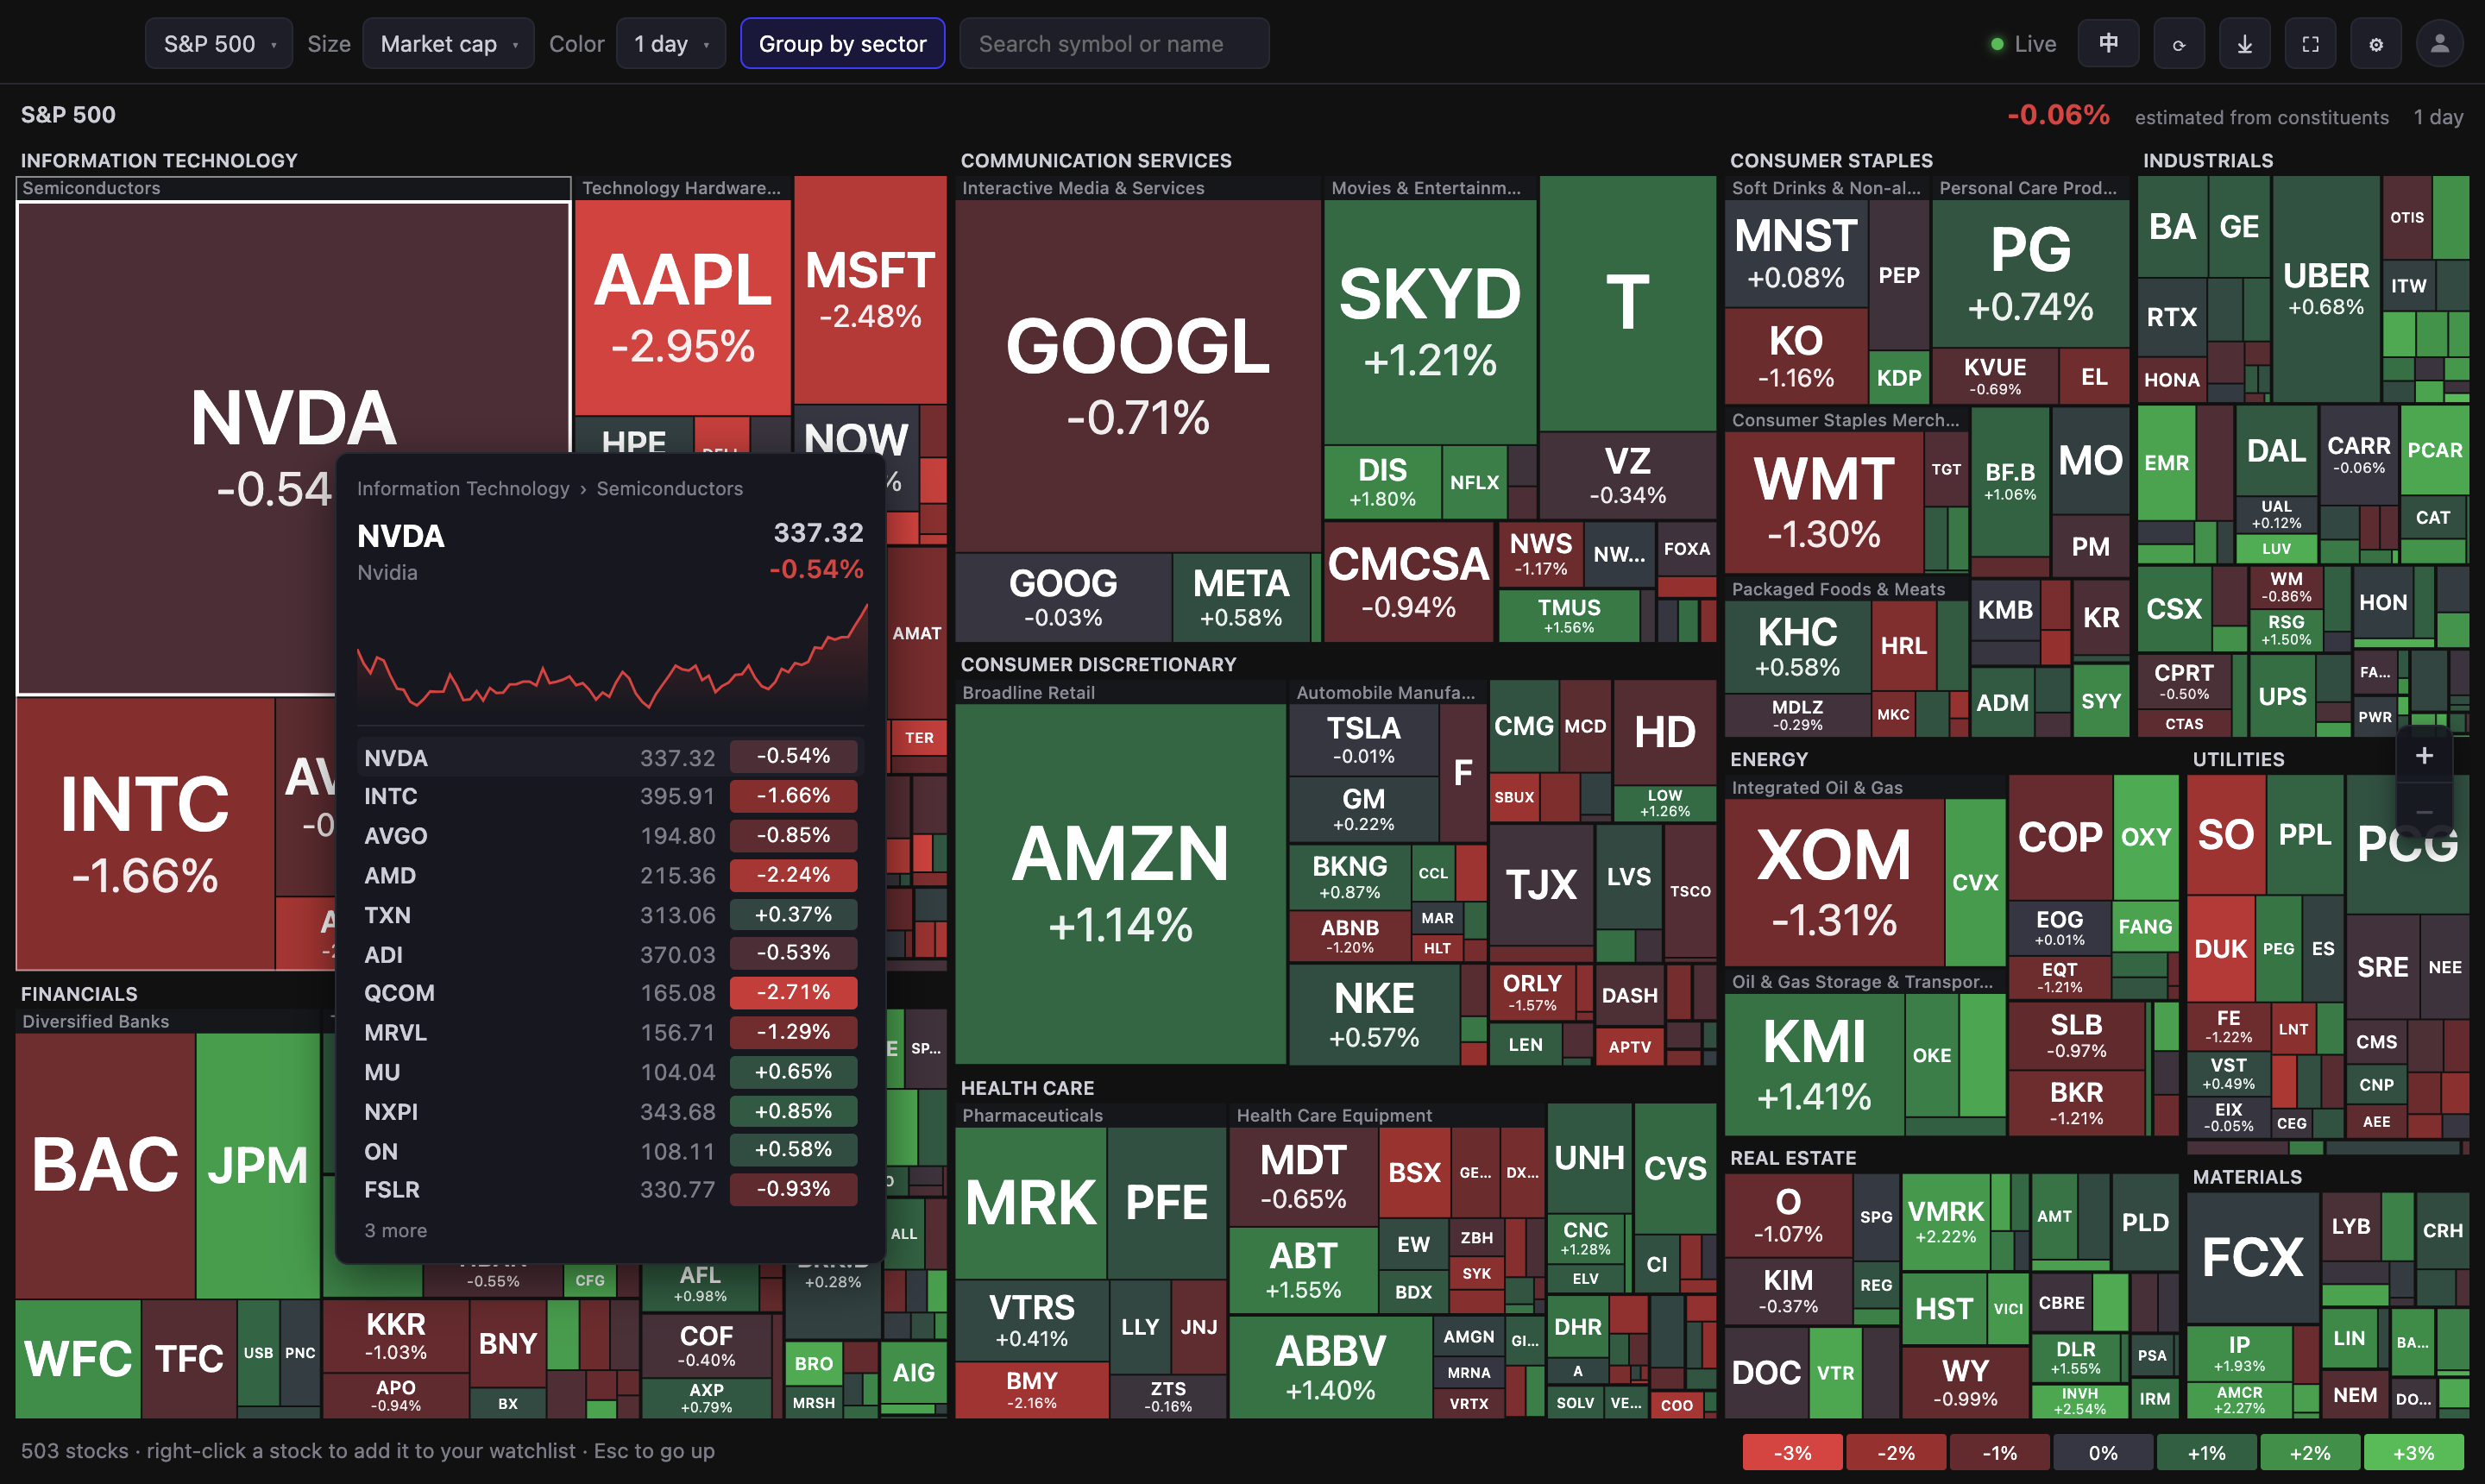 S&P 500 Size Market cap Color 1 day Group by sector Search symbol or name Live 中
S&P 500 -0.06% estimated from constituents 1 day
INFORMATION TECHNOLOGY
Semiconductors
NVDA
-0.54
Technology Hardware...
AAPL
-2.95%
MSFT
-2.48%
HPE
NOW
%
INTC
-1.66%
AMAT
TER
Information Technology › Semiconductors
NVDA 337.32
Nvidia -0.54%
NVDA 337.32 -0.54%
INTC 395.91 -1.66%
AVGO 194.80 -0.85%
AMD 215.36 -2.24%
TXN 313.06 +0.37%
ADI 370.03 -0.53%
QCOM 165.08 -2.71%
MRVL 156.71 -1.29%
MU 104.04 +0.65%
NXPI 343.68 +0.85%
ON 108.11 +0.58%
FSLR 330.77 -0.93%
3 more
FINANCIALS
Diversified Banks
BAC
JPM
WFC
TFC
USB
PNC
-0.55%
CFG
KKR
-1.03%
APO
-0.94%
BNY
BX
AFL
+0.98%
COF
-0.40%
AXP
+0.79%
+0.28%
BRO
MRSH
SP...
ALL
AIG
COMMUNICATION SERVICES
Interactive Media & Services
GOOGL
-0.71%
GOOG
-0.03%
META
+0.58%
Movies & Entertainm...
SKYD
+1.21%
DIS
+1.80%
NFLX
T
VZ
-0.34%
CMCSA
-0.94%
NWS
-1.17%
NW...
FOXA
TMUS
+1.56%
CONSUMER DISCRETIONARY
Broadline Retail
AMZN
+1.14%
Automobile Manufa...
TSLA
-0.01%
GM
+0.22%
F
CMG
MCD
HD
SBUX
LOW
+1.26%
BKNG
+0.87%
CCL
ABNB
-1.20%
MAR
HLT
TJX
LVS
TSCO
NKE
+0.57%
ORLY
-1.57%
DASH
LEN
APTV
HEALTH CARE
Pharmaceuticals
MRK
PFE
VTRS
+0.41%
LLY
JNJ
BMY
-2.16%
ZTS
-0.16%
Health Care Equipment
MDT
-0.65%
BSX
GE...
DX...
ABT
+1.55%
EW
ZBH
SYK
BDX
ABBV
+1.40%
AMGN
GI...
MRNA
VRTX
UNH
CVS
CNC
+1.28%
ELV
CI
DHR
A
SOLV
VE...
COO
CONSUMER STAPLES
Soft Drinks & Non-al...
MNST
+0.08%
PEP
KO
-1.16%
KDP
Personal Care Prod...
PG
+0.74%
KVUE
-0.69%
EL
Consumer Staples Merch...
WMT
-1.30%
TGT
BF.B
+1.06%
MO
PM
Packaged Foods & Meats
KHC
+0.58%
HRL
MDLZ
-0.29%
MKC
KMB
KR
ADM
SYY
INDUSTRIALS
BA
GE
UBER
+0.68%
OTIS
ITW
RTX
HONA
EMR
DAL
CARR
-0.06%
PCAR
UAL
+0.12%
LUV
CAT
CSX
WM
-0.86%
RSG
+1.50%
HON
CPRT
-0.50%
CTAS
UPS
FA...
PWR
+
−
ENERGY
Integrated Oil & Gas
XOM
-1.31%
CVX
COP
OXY
EOG
+0.01%
FANG
EQT
-1.21%
Oil & Gas Storage & Transpor...
KMI
+1.41%
OKE
SLB
-0.97%
BKR
-1.21%
UTILITIES
SO
PPL
PCG
DUK
PEG
ES
SRE
NEE
FE
-1.22%
LNT
CMS
VST
+0.49%
CNP
EIX
-0.05%
CEG
AEE
REAL ESTATE
O
-1.07%
SPG
VMRK
+2.22%
AMT
PLD
KIM
-0.37%
REG
HST
VICI
CBRE
DOC
VTR
WY
-0.99%
DLR
+1.55%
PSA
INVH
+2.54%
IRM
MATERIALS
FCX
LYB
CRH
IP
+1.93%
LIN
BA...
AMCR
+2.27%
NEM
DO...
503 stocks · right-click a stock to add it to your watchlist · Esc to go up
-3% -2% -1% 0% +1% +2% +3%